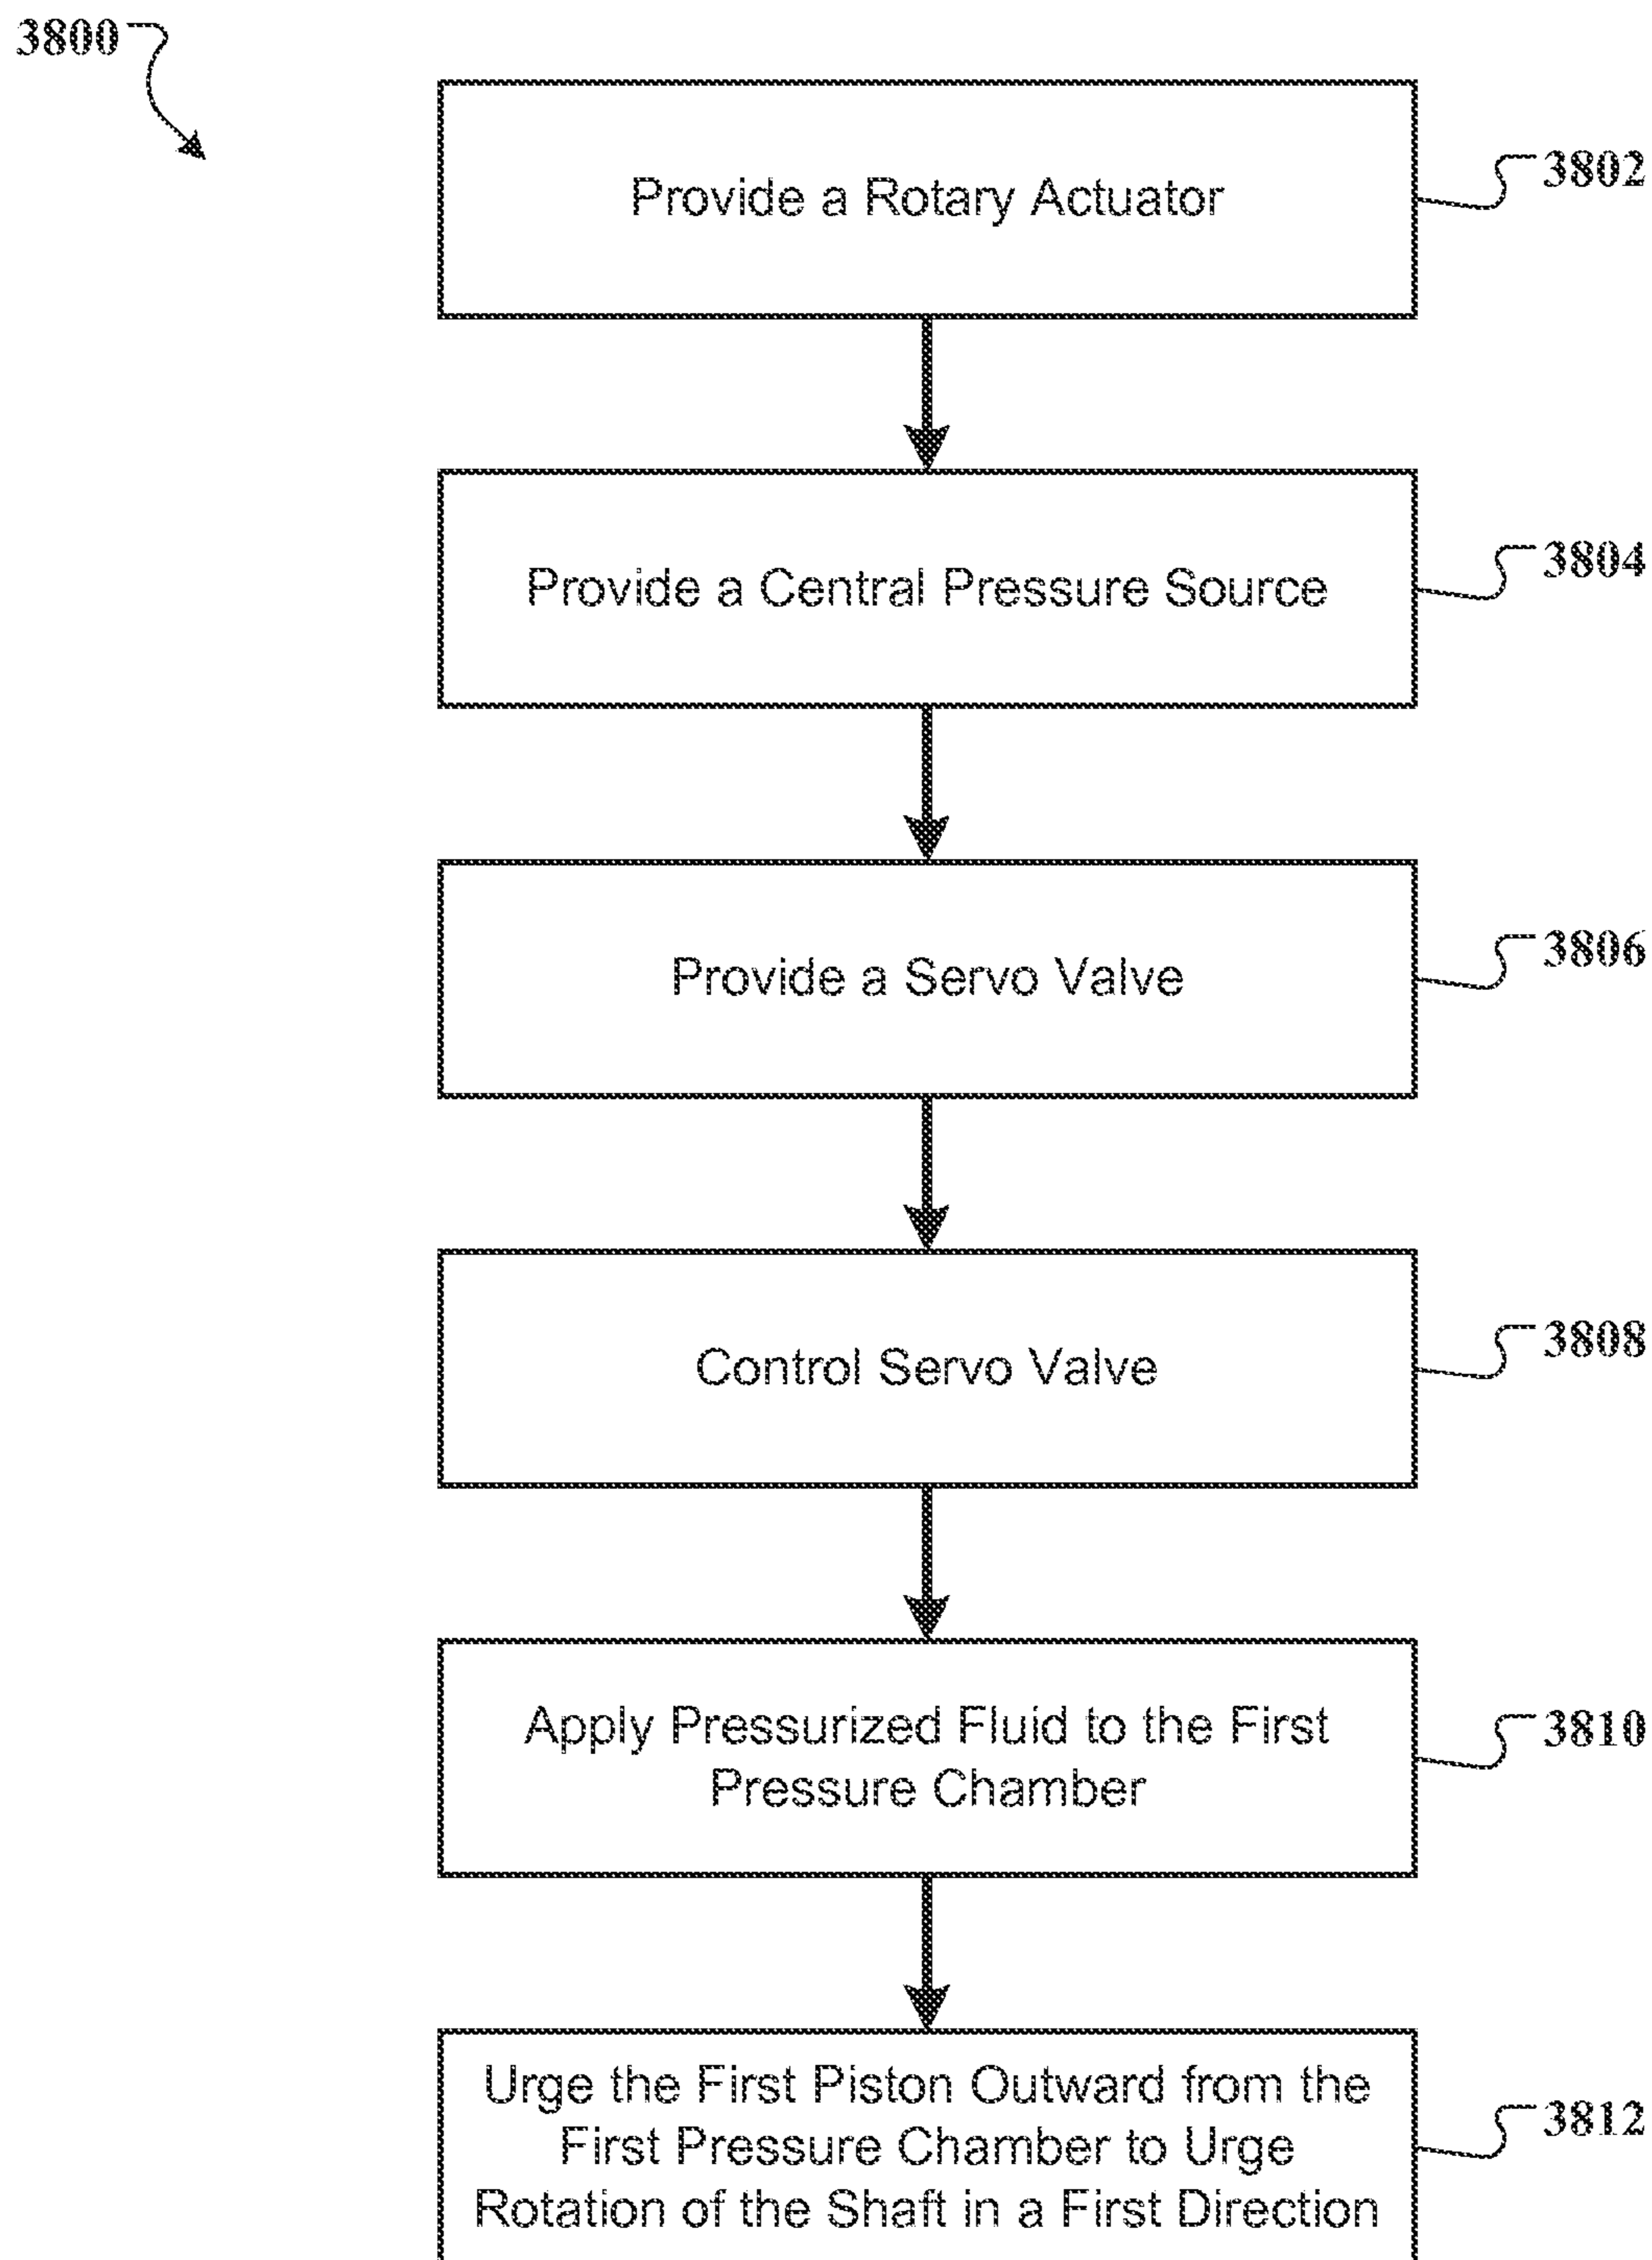 3800
Provide a Rotary Actuator
3802
Provide a Central Pressure Source
3804
Provide a Servo Valve
3806
Control Servo Valve
3808
Apply Pressurized Fluid to the First
Pressure Chamber
3810
Urge the First Piston Outward from the
First Pressure Chamber to Urge
Rotation of the Shaft in a First Direction
3812